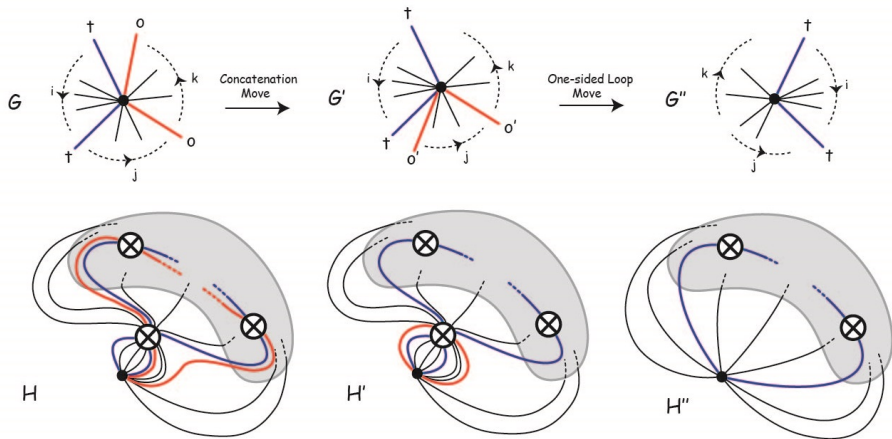 † o
G i k
† o
j
Concatenation
Move
†
G' i k
† o'
o' j
One-sided Loop
Move
†
G" k i
j †
H H' H"